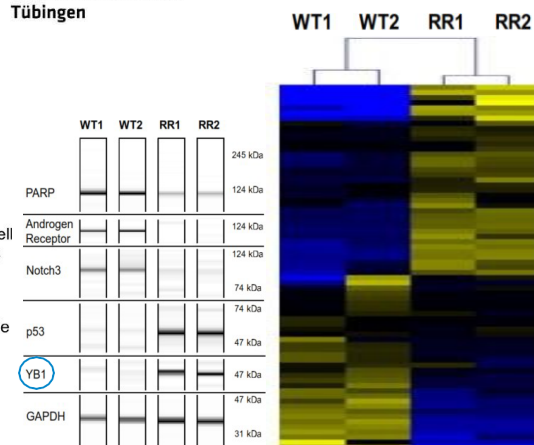 Tübingen
WT1 WT2 RR1 RR2
WT1 WT2 RR1 RR2
245 kDa
PARP
124 kDa
Androgen
Receptor
124 kDa
ell
124 kDa
Notch3
74 kDa
74 kDa
e
p53
47 kDa
YB1
47 kDa
47 kDa
GAPDH
31 kDa